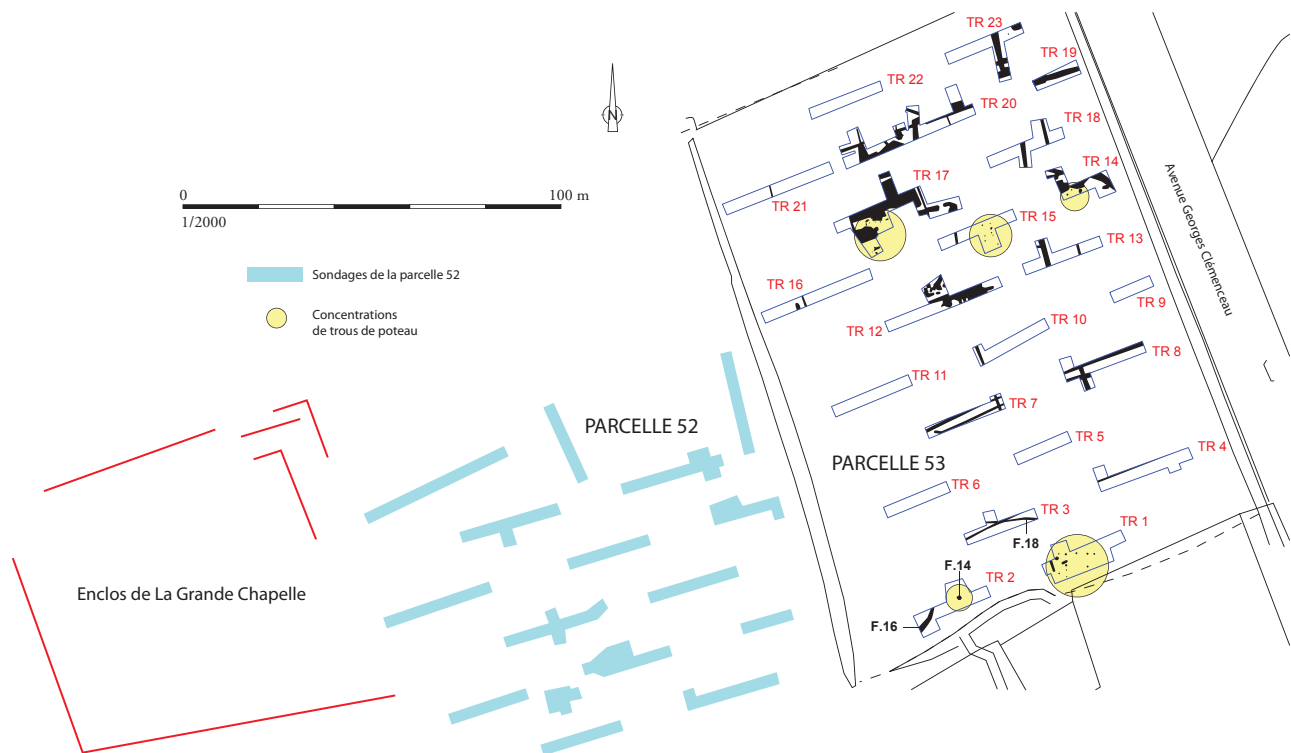 TR 23
TR 19
TR 22
TR 20
N
TR 18
TR 14
Avenue Georges Clémenceau
0
100 m
1/2000
TR 17
TR 21
TR 15
TR 13
Sondages de la parcelle 52
TR 16
TR 9
Concentrations
de trous de poteau
TR 12
TR 10
TR 8
TR 11
TR 7
PARCELLE 52
TR 5
TR 4
PARCELLE 53
TR 6
TR 3
TR 1
F.18
F.14
TR 2
Enclos de La Grande Chapelle
F.16